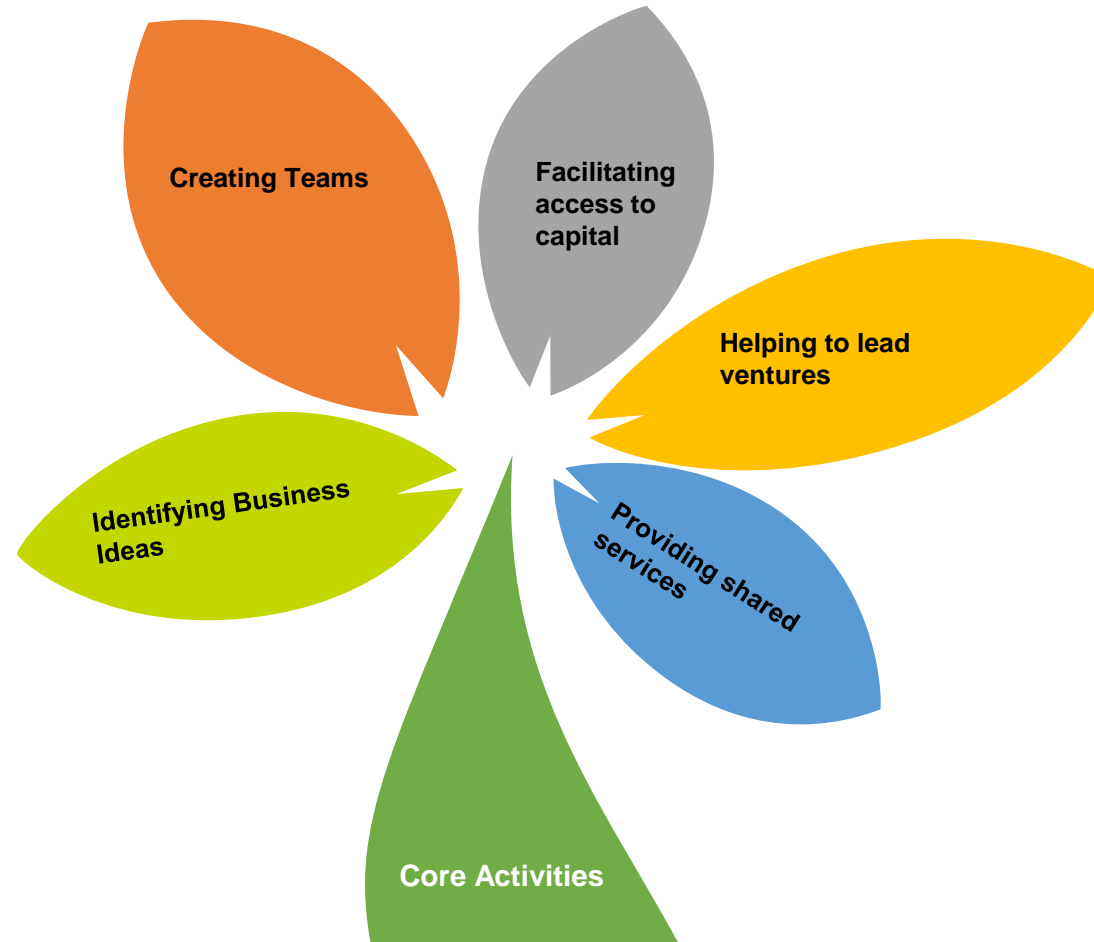 Creating Teams
Facilitating
access to
capital
Helping to lead
ventures
Identifying Business
Ideas
Providing shared
services
Core Activities